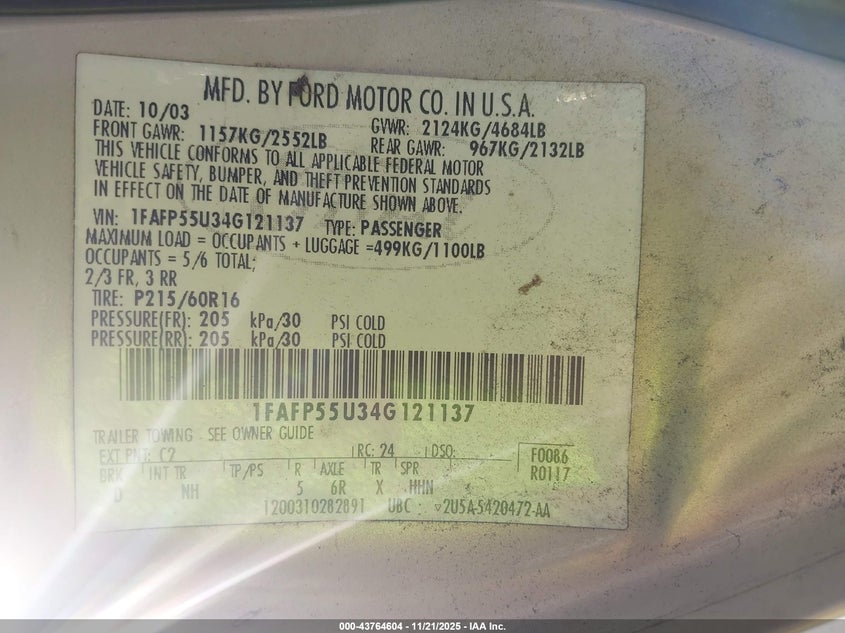 MFD. BY FORD MOTOR CO. IN U.S.A.
DATE: 10/03 GVWR: 2124KG/4684LB
FRONT GAWR: 1157KG/2552LB REAR GAWR: 967KG/2132LB
THIS VEHICLE CONFORMS TO ALL APPLICABLE FEDERAL MOTOR
VEHICLE SAFETY, BUMPER, AND THEFT PREVENTION STANDARDS
IN EFFECT ON THE DATE OF MANUFACTURE SHOWN ABOVE.
VIN: 1FAFP55U34G121137 TYPE: PASSENGER
MAXIMUM LOAD = OCCUPANTS + LUGGAGE =499KG/1100LB
OCCUPANTS = 5/6 TOTAL;
2/3 FR, 3 RR
TIRE: P215/60R16
PRESSURE(FR): 205 kPa/30 PSI COLD
PRESSURE(RR): 205 kPa/30 PSI COLD
1FAFP55U34G121137
TRAILER TOWING - SEE OWNER GUIDE
EXT PNT: C2 RC: 24 DSO: F0086
BRK INT TR TP/PS R AXLE TR SPR R0117
D NH 5 6R X HHN
1200310282891 UBC : 2U5A-5420472-AA
000-43764604 | 11/21/2025 - IAA Inc.